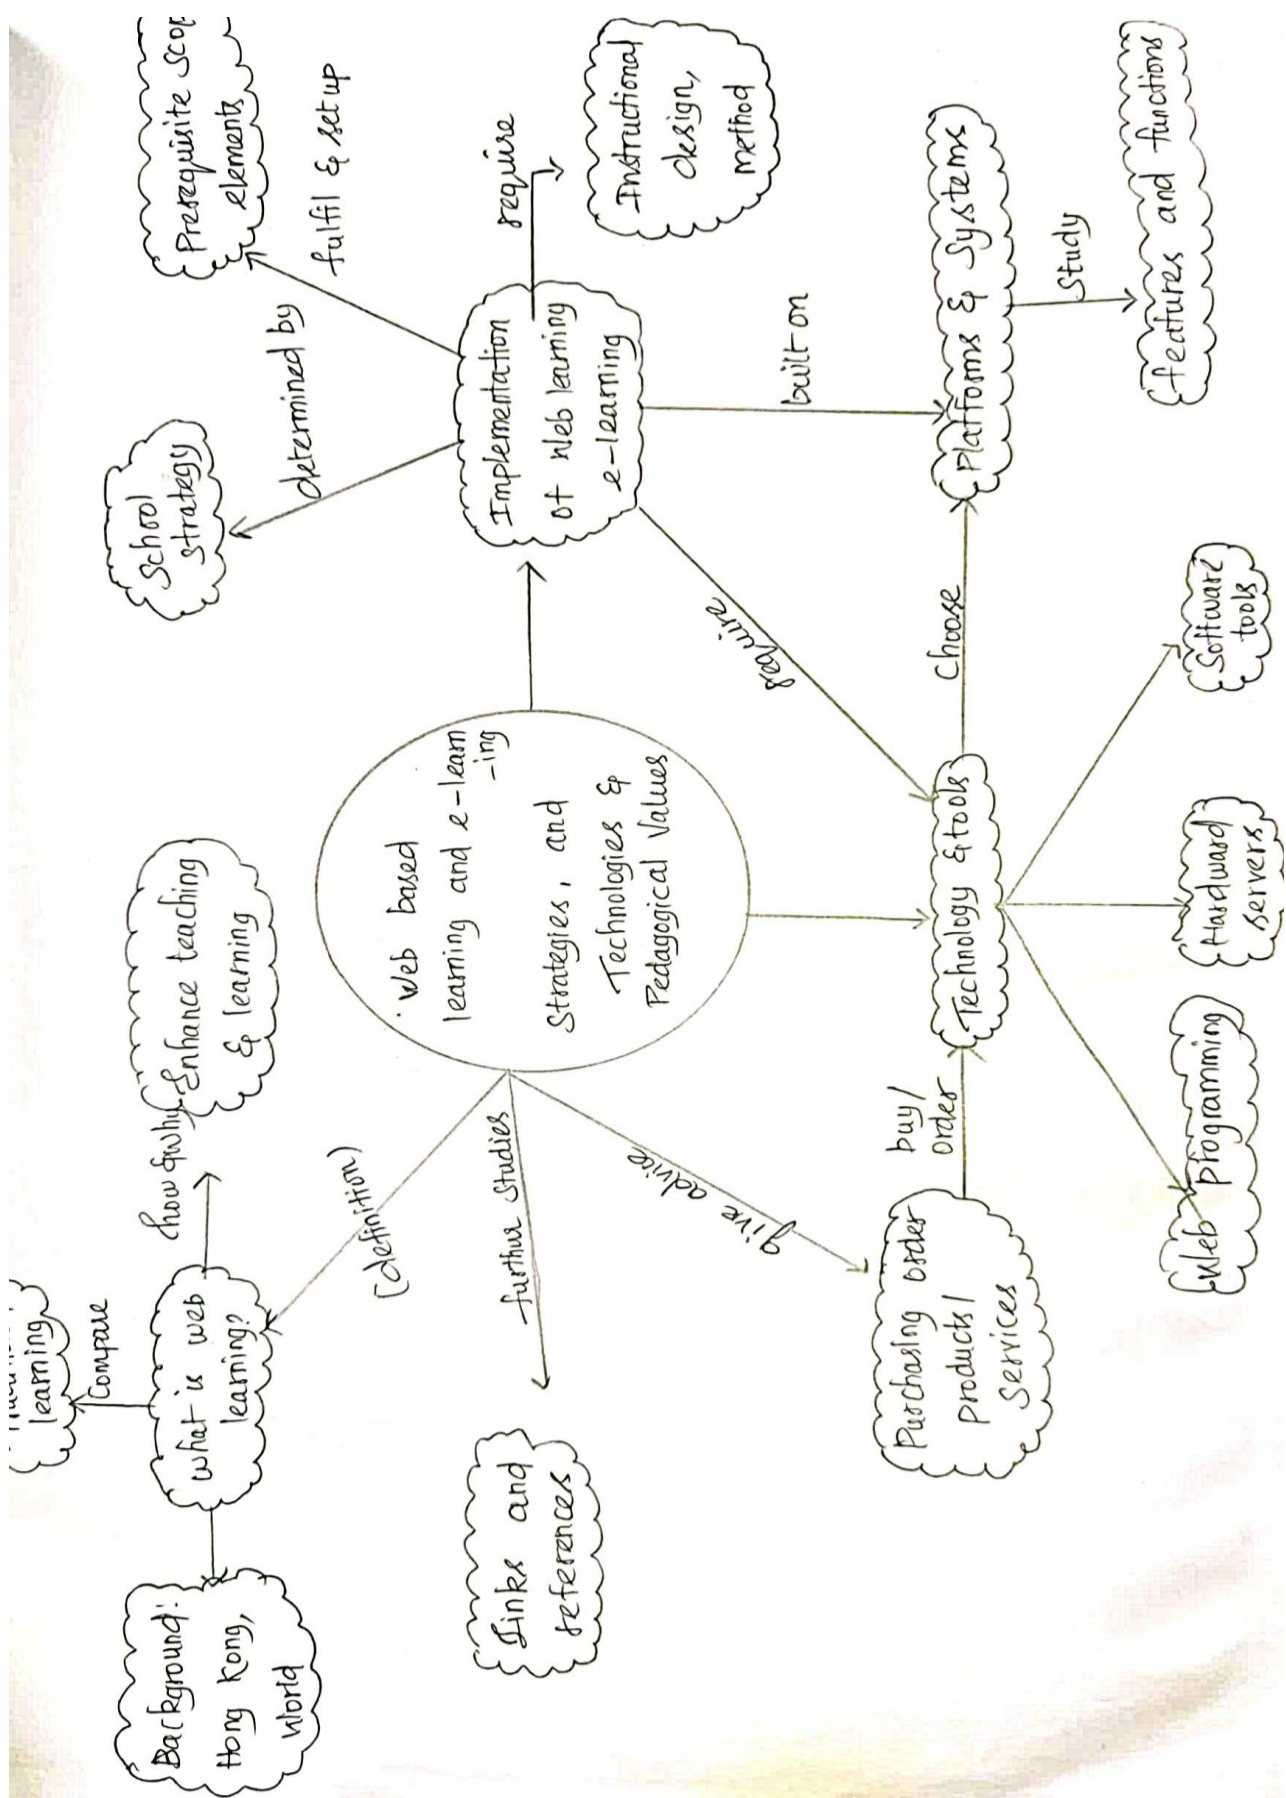 learning
Compare
Background:
Hong Kong,
World
what is web
learning?
(how & why)
Enhance teaching
& learning
(definition)
School
strategy
determined by
Prerequisite scop
elements
fulfil & setup
Links and
references
further studies
Web based
learning and e-learn
-ing
Strategies, and
Technologies &
Pedagogical Values
Implementation
of Web learning
e-learning
require
Instructional
design,
method
give advice
require
built on
Purchasing order
products/
Services
buy/
order
Technology & tools
choose
Platforms & Systems
study
features and functions
Web programming
Hardward
servers
Software
tools